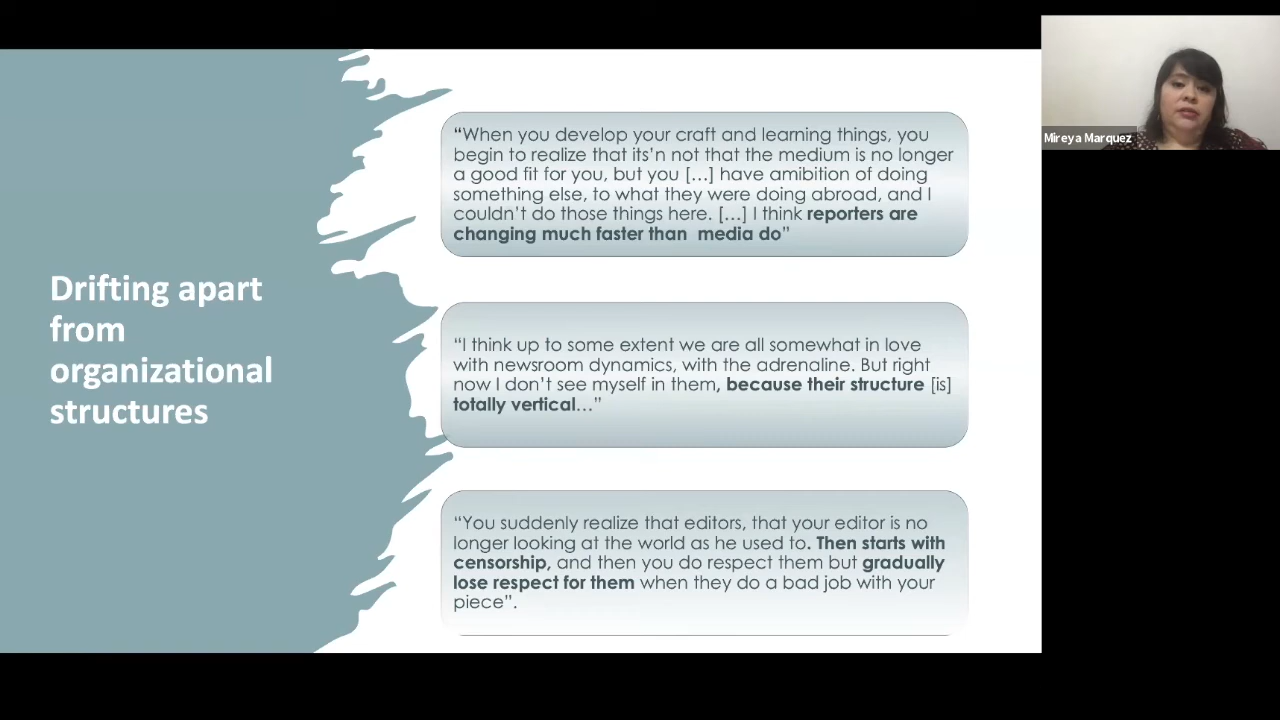 Drifting apart
from
organizational
structures
“When you develop your craft and learning things, you
begin to realize that its’n not that the medium is no longer
a good fit for you, but you […] have amibition of doing
something else, to what they were doing abroad, and I
couldn’t do those things here. […] I think reporters are
changing much faster than media do”
“I think up to some extent we are all somewhat in love
with newsroom dynamics, with the adrenaline. But right
now I don’t see myself in them, because their structure [is]
totally vertical…”
“You suddenly realize that editors, that your editor is no
longer looking at the world as he used to. Then starts with
censorship, and then you do respect them but gradually
lose respect for them when they do a bad job with your
piece”.
Mireya Marquez